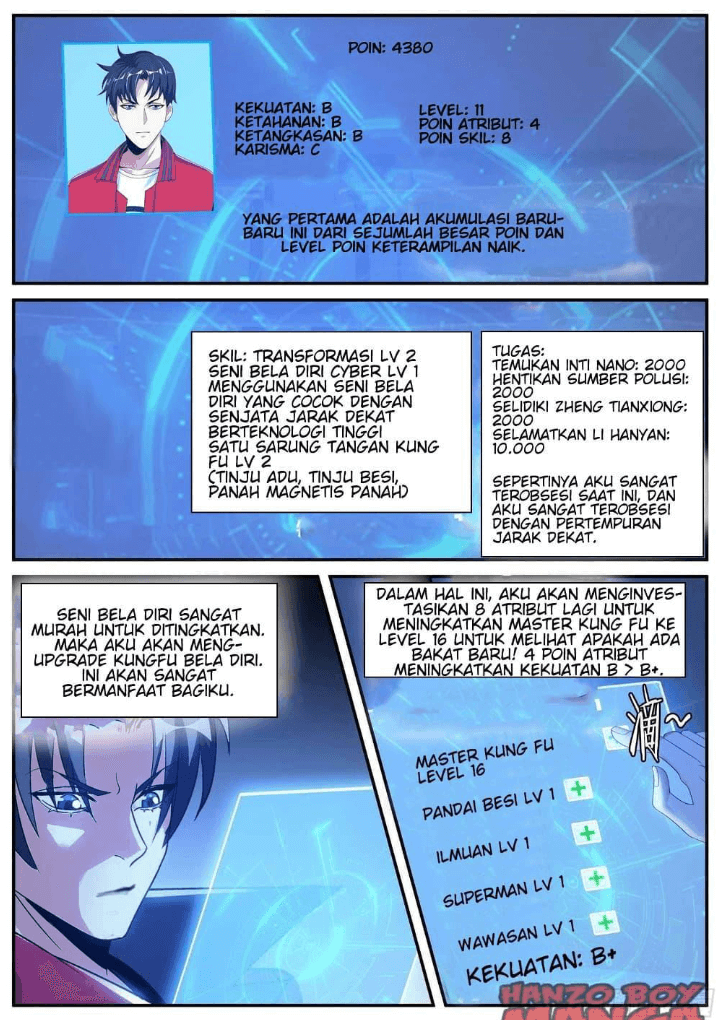 POIN: 4380
KEKUATAN: B
KETAHANAN: B
KETANGKASAN: B
KARISMA: C
LEVEL: 11
POIN ATRIBUT: 4
POIN SKIL: 8
YANG PERTAMA ADALAH AKUMULASI BARU-
BARU INI DARI SEJUMLAH BESAR POIN DAN
LEVEL POIN KETERAMPILAN NAIK.
SKIL: TRANSFORMASI LV 2
SENI BELA DIRI CYBER LV 1
MENGGUNAKAN SENI BELA
DIRI YANG COCOK DENGAN
SENJATA JARAK DEKAT
BERTEKNOLOGI TINGGI
SATU SARUNG TANGAN KUNG
FU LV 2
(TINJU ADU, TINJU BESI,
PANAH MAGNETIS PANAH)
TUGAS:
TEMUKAN INTI NANO: 2000
HENTIKAN SUMBER POLUSI:
2000
SELIDIKI ZHENG TIANXIONG:
2000
SELAMATKAN LI HANYAN:
10.000
SEPERTINYA AKU SANGAT
TEROBSESI SAAT INI, DAN
AKU SANGAT TEROBSESI
DENGAN PERTEMPURAN
JARAK DEKAT.
SENI BELA DIRI SANGAT
MURAH UNTUK DITINGKATKAN.
MAKA AKU AKAN MENG-
UPGRADE KUNGFU BELA DIRI.
INI AKAN SANGAT
BERMANFAAT BAGIKU.
DALAM HAL INI, AKU AKAN MENGINVES-
TASIKAN 8 ATRIBUT LAGI UNTUK
MENINGKATKAN MASTER KUNG FU KE
LEVEL 16 UNTUK MELIHAT APAKAH ADA
BAKAT BARU! 4 POIN ATRIBUT
MENINGKATKAN KEKUATAN B > B+.
滴~
MASTER KUNG FU
LEVEL 16
PANDAI BESI LV 1
ILMUAN LV 1
SUPERMAN LV 1
WAWASAN LV 1
KEKUATAN: B+
HANZO BOY
MANGA